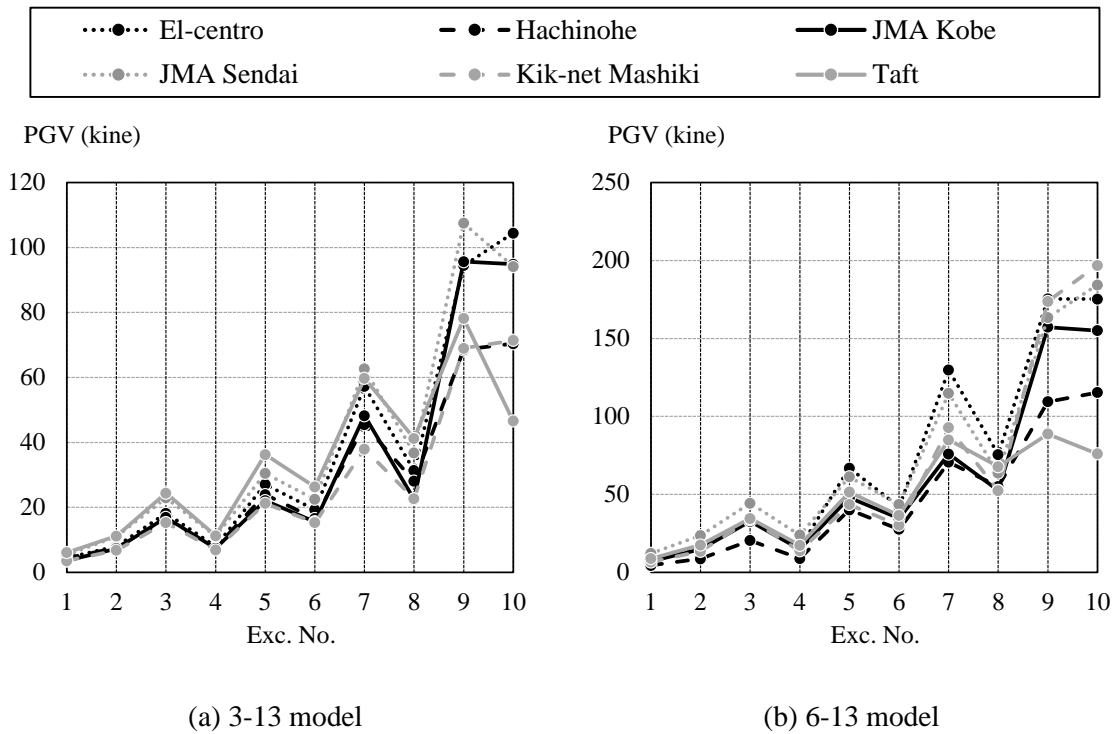 El-centro Hachinohe JMA Kobe
JMA Sendai Kik-net Mashiki Taft
PGV (kine)
120
100
80
60
40
20
0
1 2 3 4 5 6 7 8 9 10
Exc. No.
(a) 3-13 model
PGV (kine)
250
200
150
100
50
0
1 2 3 4 5 6 7 8 9 10
Exc. No.
(b) 6-13 model